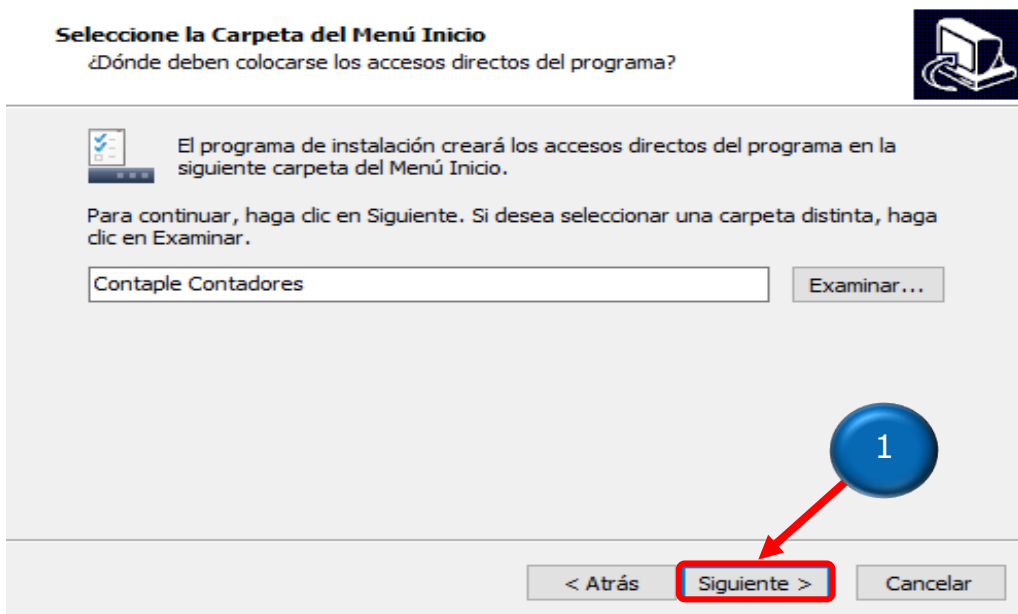 Seleccione la Carpeta del Menú Inicio
¿Dónde deben colocarse los accesos directos del programa?
El programa de instalación creará los accesos directos del programa en la
siguiente carpeta del Menú Inicio.
Para continuar, haga clic en Siguiente. Si desea seleccionar una carpeta distinta, haga
clic en Examinar.
Contaple Contadores
Examinar...
1
< Atrás
Siguiente >
Cancelar